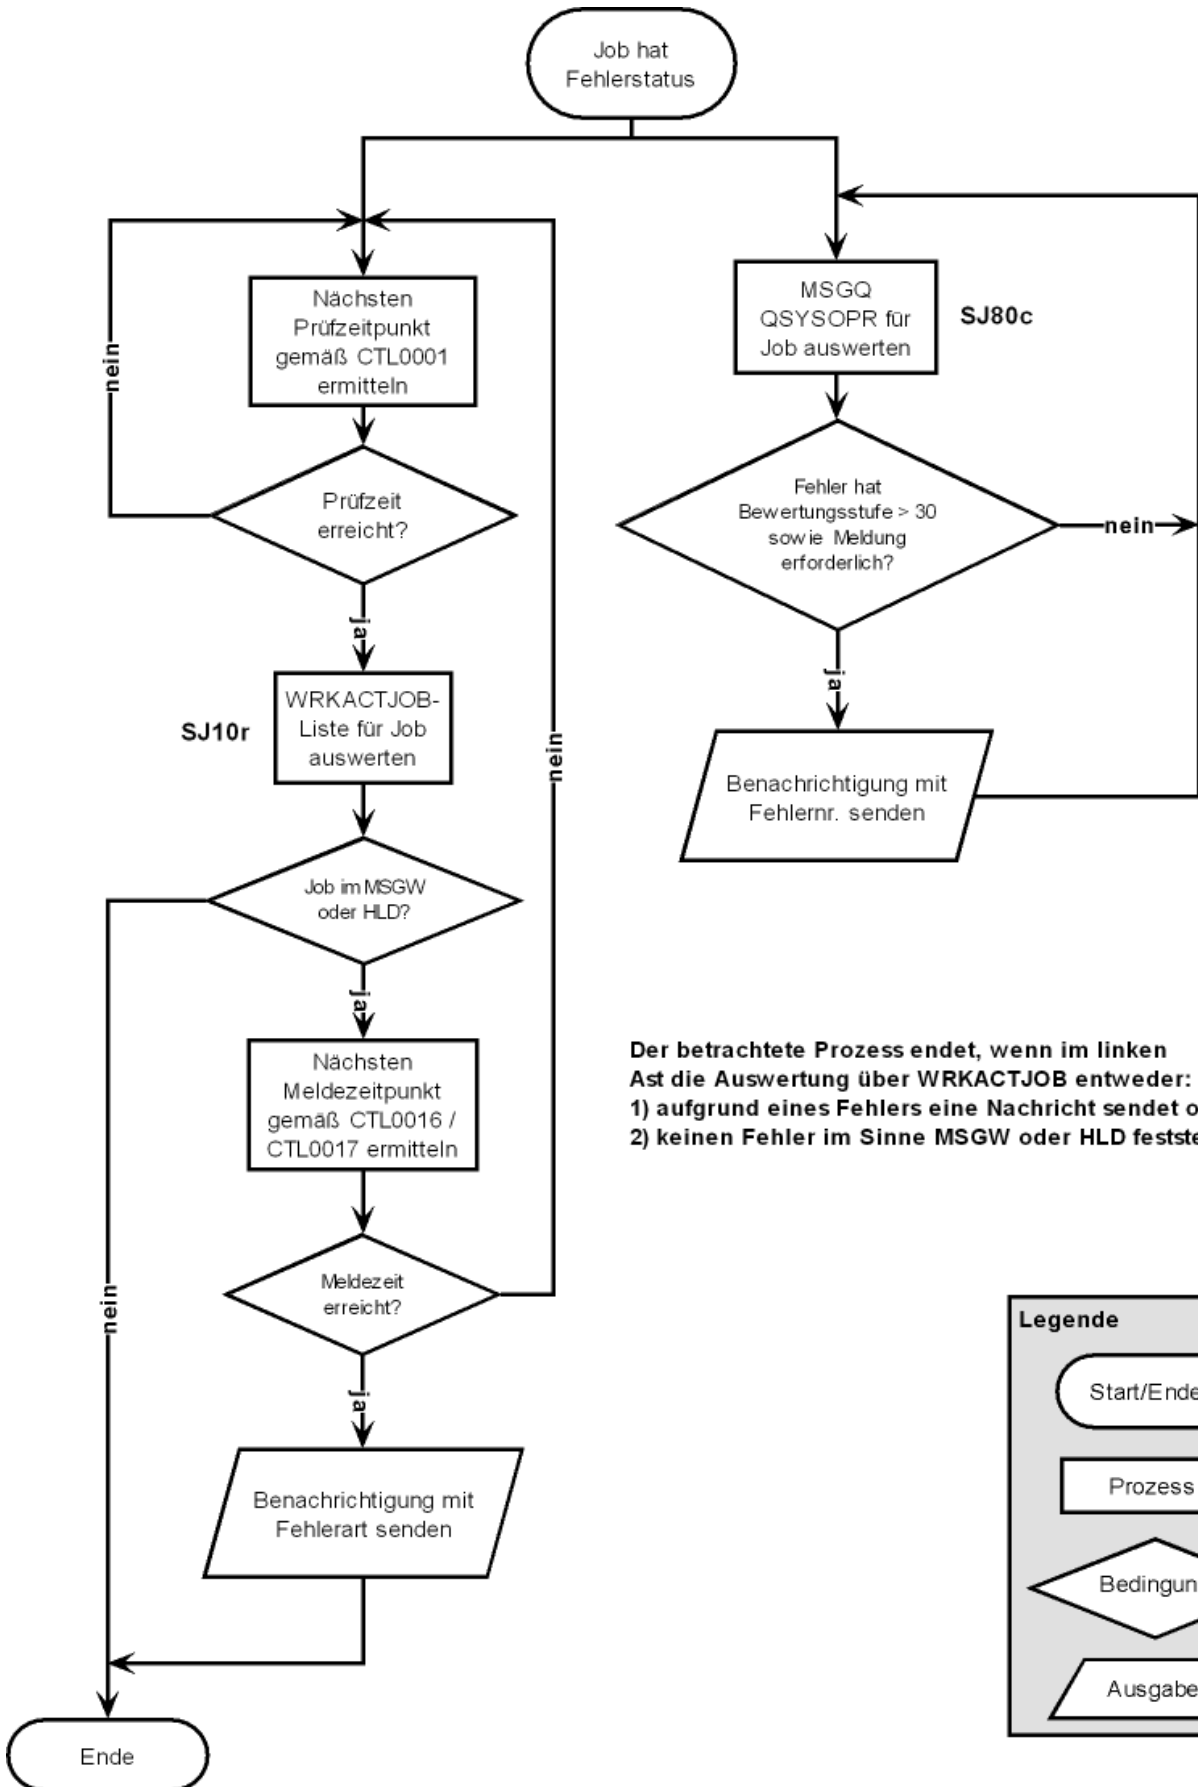 Job hat
Fehlerstatus
Nächsten
Prüfzeitpunkt
gemäß CTL0001
ermitteln
nein
Prüfzeit
erreicht?
ja
WRKACTJOB-
Liste für Job
auswerten
SJ10r
nein
Job im MSGW
oder HLD?
ja
Nächsten
Meldezeitpunkt
gemäß CTL0016 /
CTL0017 ermitteln
nein
Meldezeit
erreicht?
ja
Benachrichtigung mit
Fehlerart senden
Ende
MSGQ
QSYSOPR für
Job auswerten
SJ80c
Fehler hat
Bewertungsstufe > 30
sowie Meldung
erforderlich?
nein
ja
Benachrichtigung mit
Fehlernr. senden
Der betrachtete Prozess endet, wenn im linken
Ast die Auswertung über WRKACTJOB entweder:
1) aufgrund eines Fehlers eine Nachricht sendet o
2) keinen Fehler im Sinne MSGW oder HLD festste
Legende
Start/Ende
Prozess
Bedingun
Ausgabe